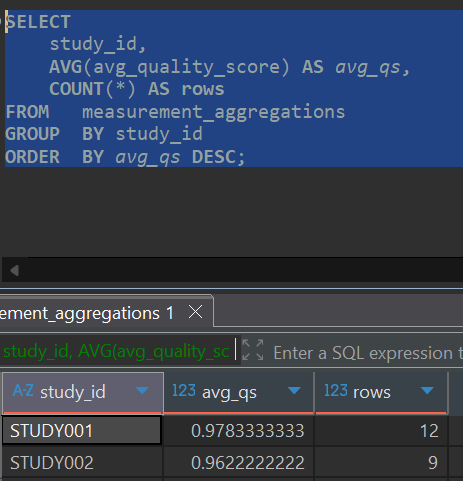 SELECT
study_id,
AVG(avg_quality_score) AS avg_qs,
COUNT(*) AS rows
FROM measurement_aggregations
GROUP BY study_id
ORDER BY avg_qs DESC;
ement_aggregations 1
study_id, AVG(avg_quality_sc Enter a SQL expression t
A-Z study_id 123 avg_qs 123 rows
STUDY001 0.9783333333 12
STUDY002 0.9622222222 9